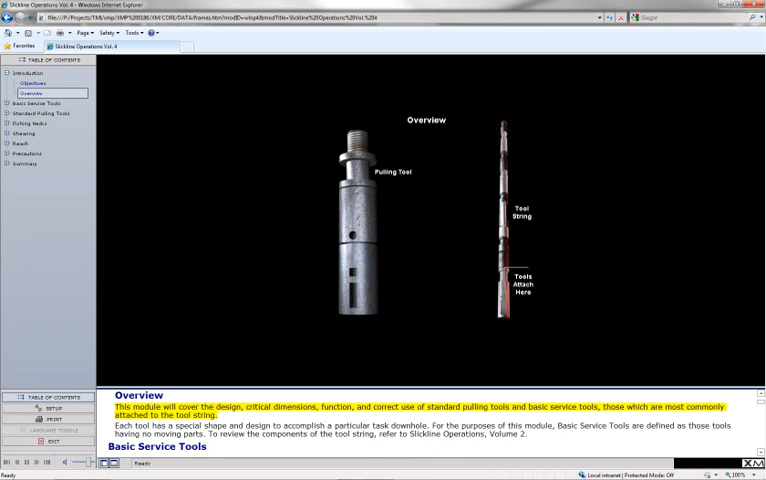 Slickline Operations Vol. 4 - Windows Internet Explorer
Google
Page
Safety
Tools
Favorites
Slickline Operations Vol. 4
TABLE OF CONTENTS
Introduction
Objectives
Overview
Basic Service Tools
Standard Pulling Tools
Fishing Necks
Shearing
Reach
Precautions
Summary
Overview
Pulling Tool
Tool
String
Tools
Attach
Here
TABLE OF CONTENTS
SETUP
PRINT
LANGUAGE TOGGLE
EXIT
Overview
This module will cover the design, critical dimensions, function, and correct use of standard pulling tools and basic service tools, those which are most commonly
attached to the tool string.
Each tool has a special shape and design to accomplish a particular task downhole. For the purposes of this module, Basic Service Tools are defined as those tools
having no moving parts. To review the components of the tool string, refer to Slickline Operations, Volume 2.
Basic Service Tools
Ready
XM
Ready
Local intranet | Protected Mode: Off
100%